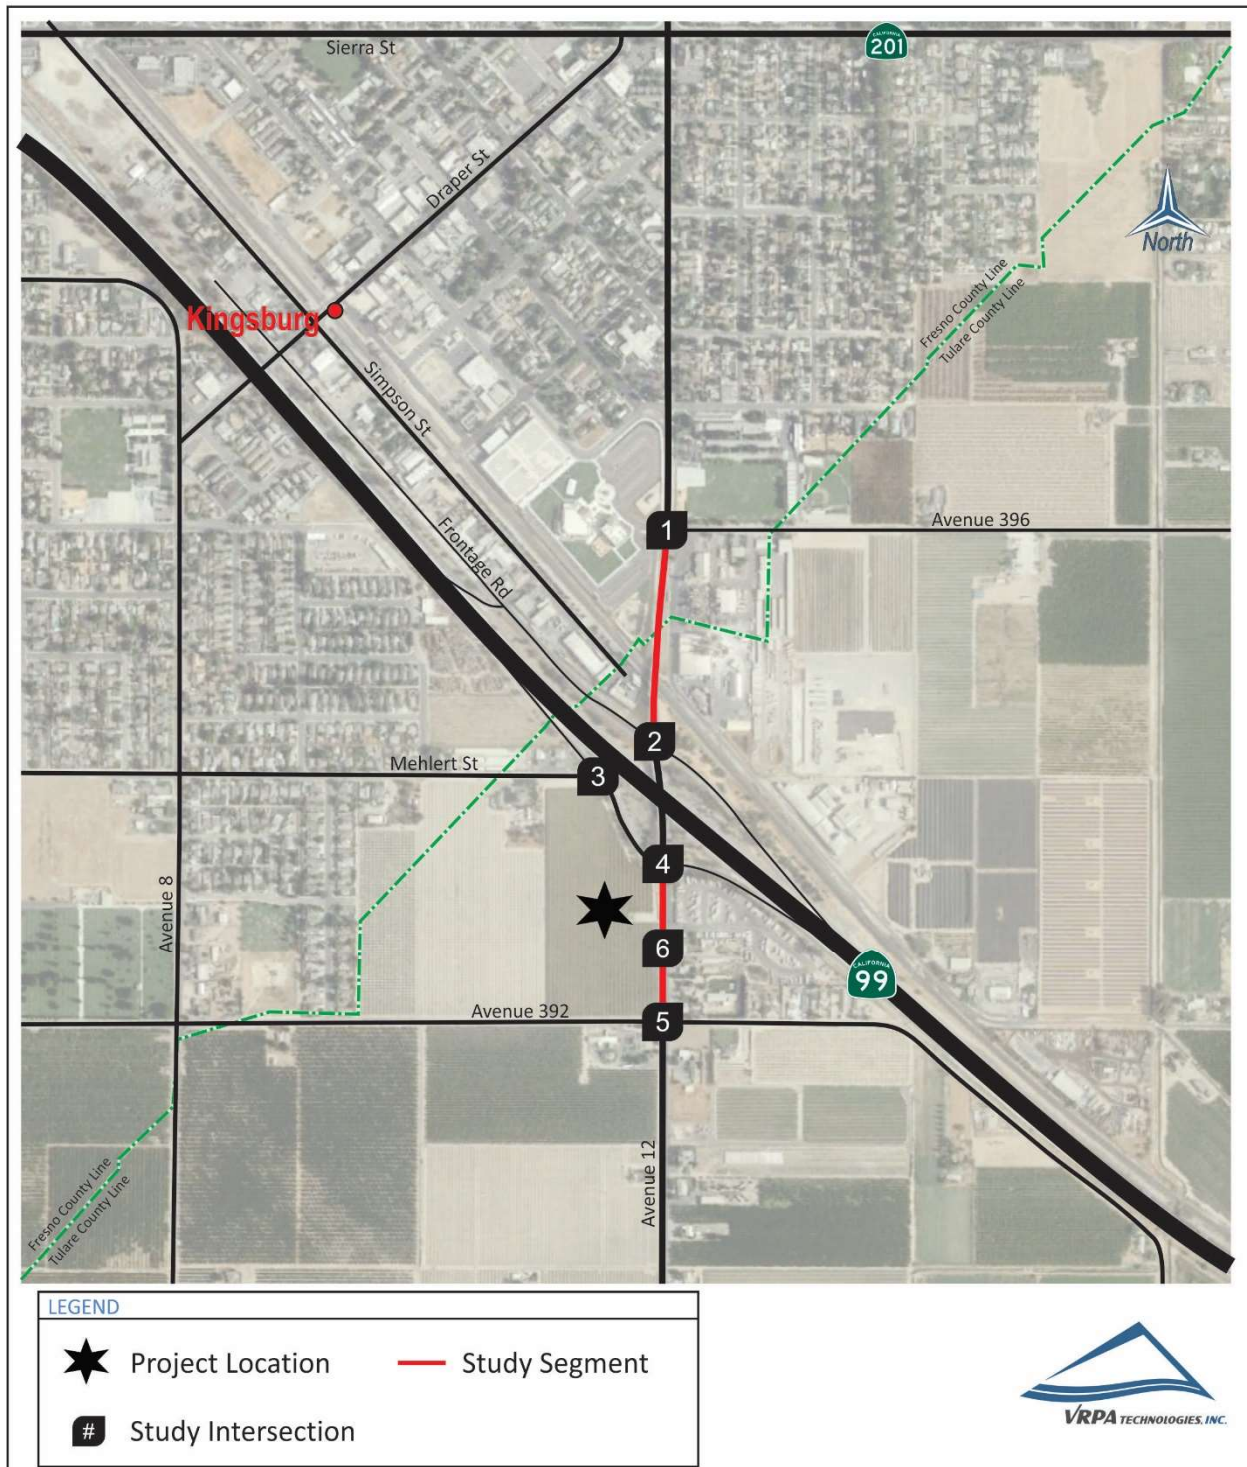 Sierra St
CALIFORNIA
201
Draper St
North
Fresno County Line
Tulare County Line
Kingsburg
Simpson St
Frontage Rd
1
Avenue 396
2
Mehlert St
3
4
Avenue 8
6
CALIFORNIA
99
Avenue 392
5
Avenue 12
Fresno County Line
Tulare County Line
LEGEND
Project Location
Study Segment
#
Study Intersection
VRPA TECHNOLOGIES, INC.